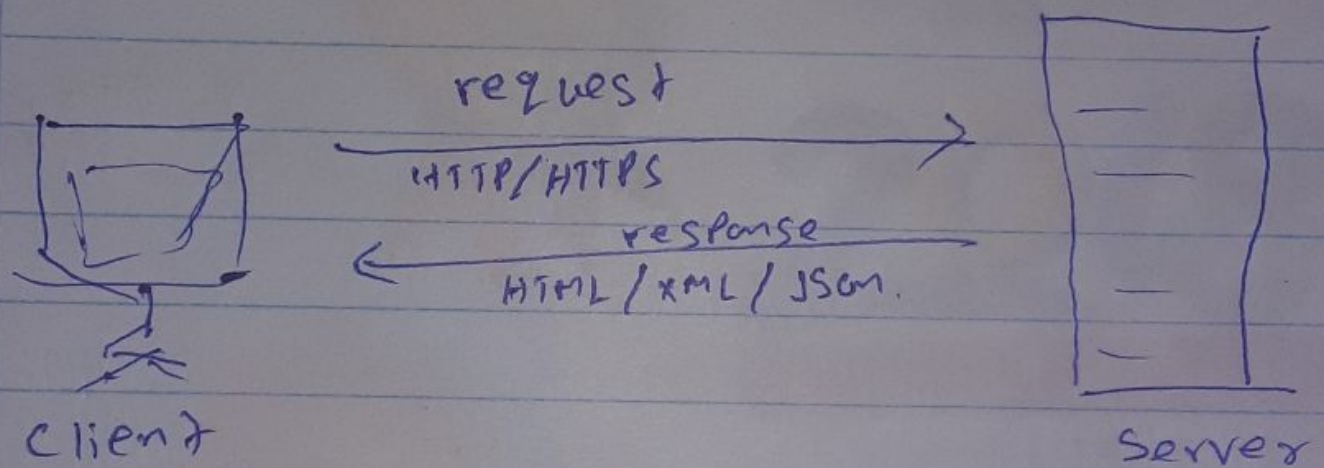 request
HTTP/HTTPS
response
HTML/XML/JSon.
Client
Server